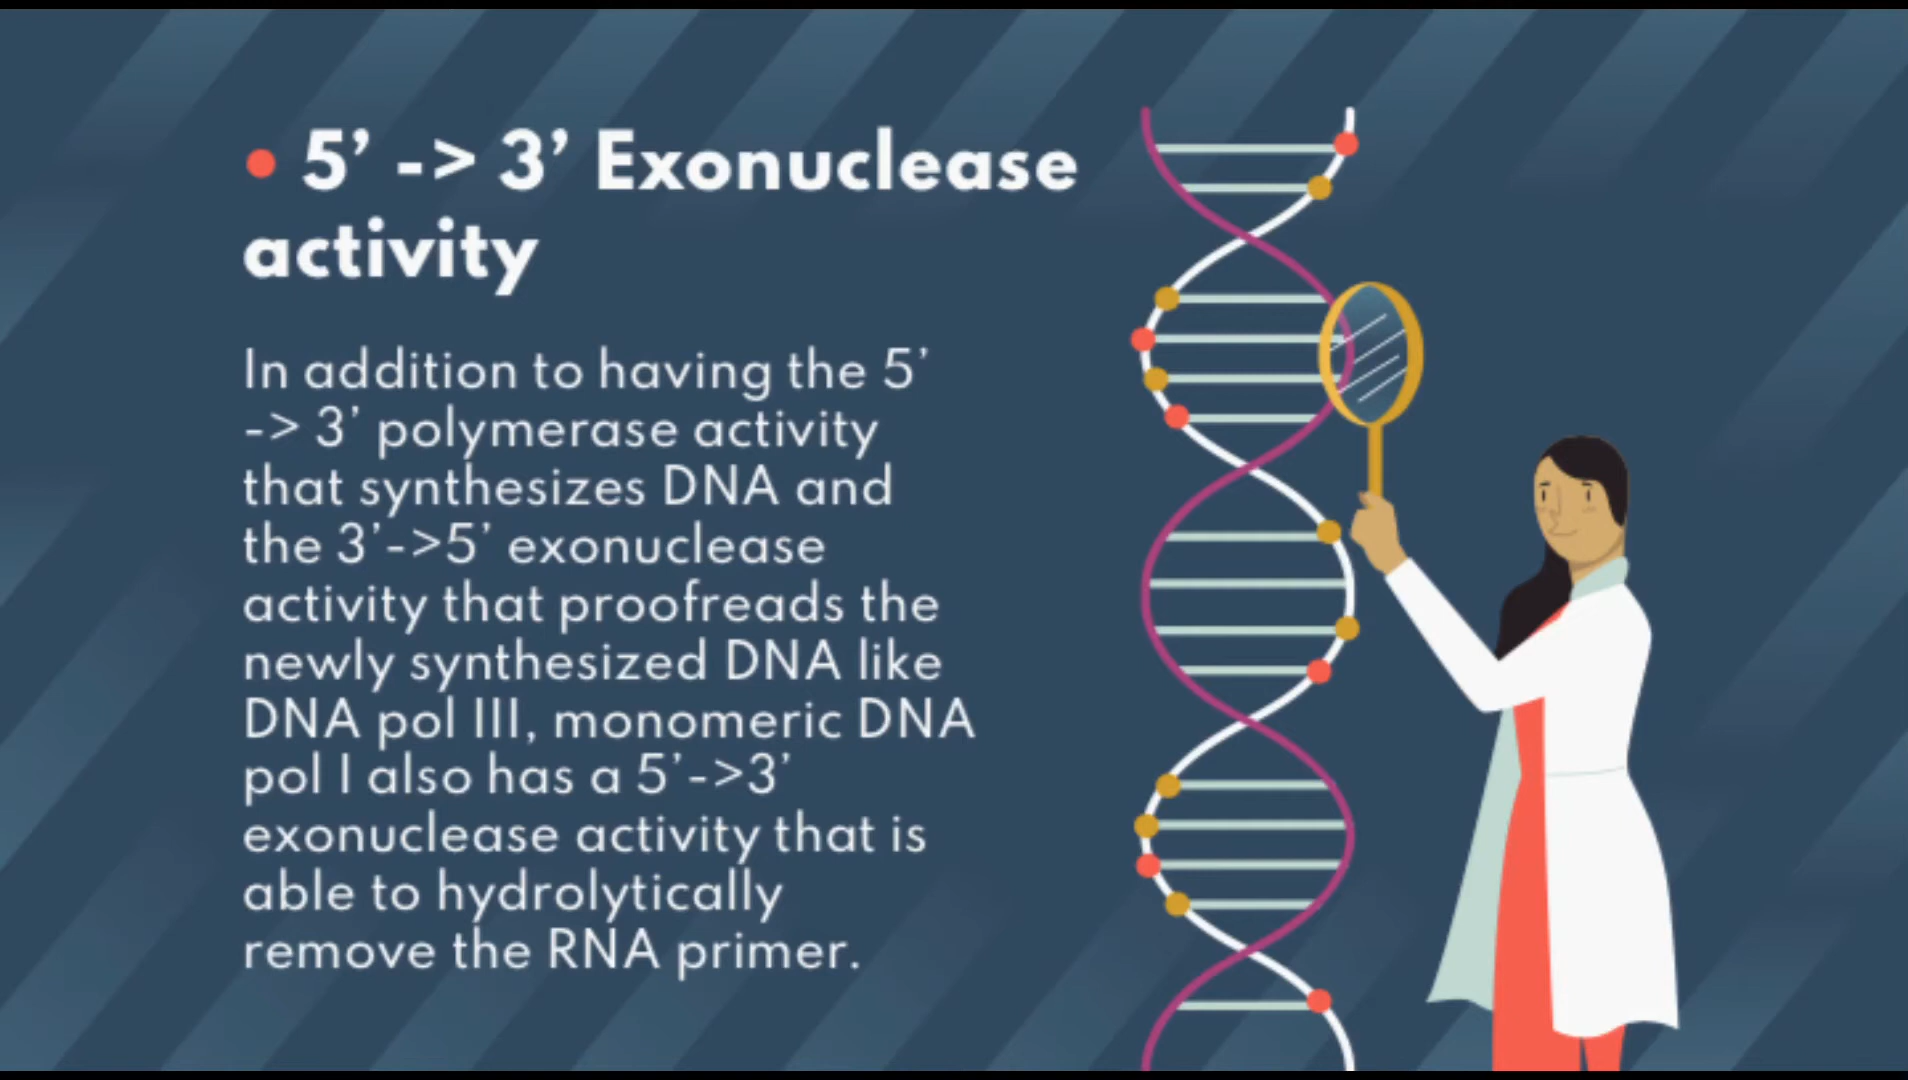 • 5’ -> 3’ Exonuclease
activity
In addition to having the 5’
-> 3’ polymerase activity
that synthesizes DNA and
the 3’->5’ exonuclease
activity that proofreads the
newly synthesized DNA like
DNA pol III, monomeric DNA
pol I also has a 5’->3’
exonuclease activity that is
able to hydrolytically
remove the RNA primer.